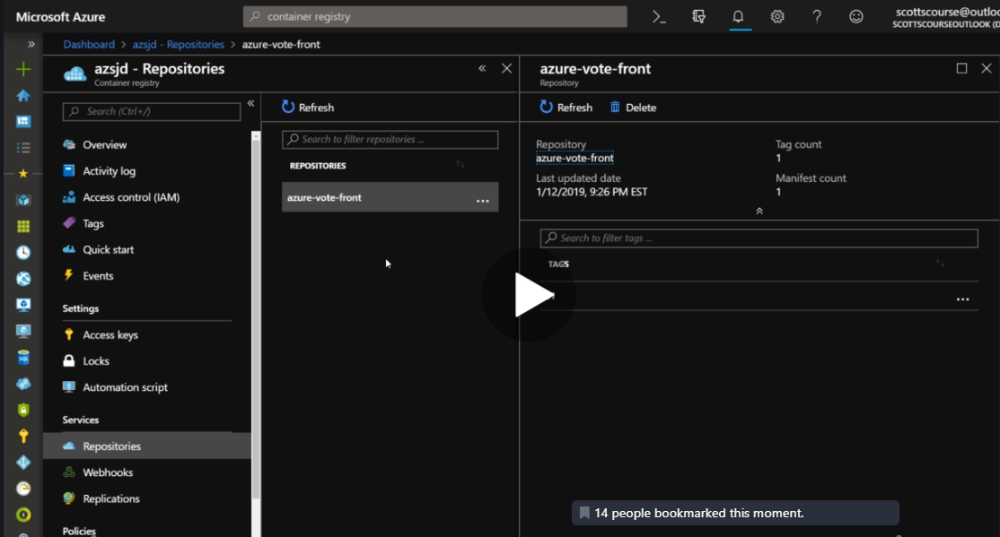 Microsoft Azure
container registry
scottscourse@outlo
SCOTTSCOURSEOUTLOOK (D
Dashboard > azsjd - Repositories > azure-vote-front
azsjd - Repositories
Container registry
Search (Ctrl+/)
Overview
Activity log
Access control (IAM)
Tags
Quick start
Events
Settings
Access keys
Locks
Automation script
Services
Repositories
Webhooks
Replications
Policies
Refresh
Search to filter repositories ...
REPOSITORIES
azure-vote-front
azure-vote-front
Repository
Refresh
Delete
Repository
azure-vote-front
Tag count
1
Last updated date
1/12/2019, 9:26 PM EST
Manifest count
1
Search to filter tags ...
TAGS
14 people bookmarked this moment.